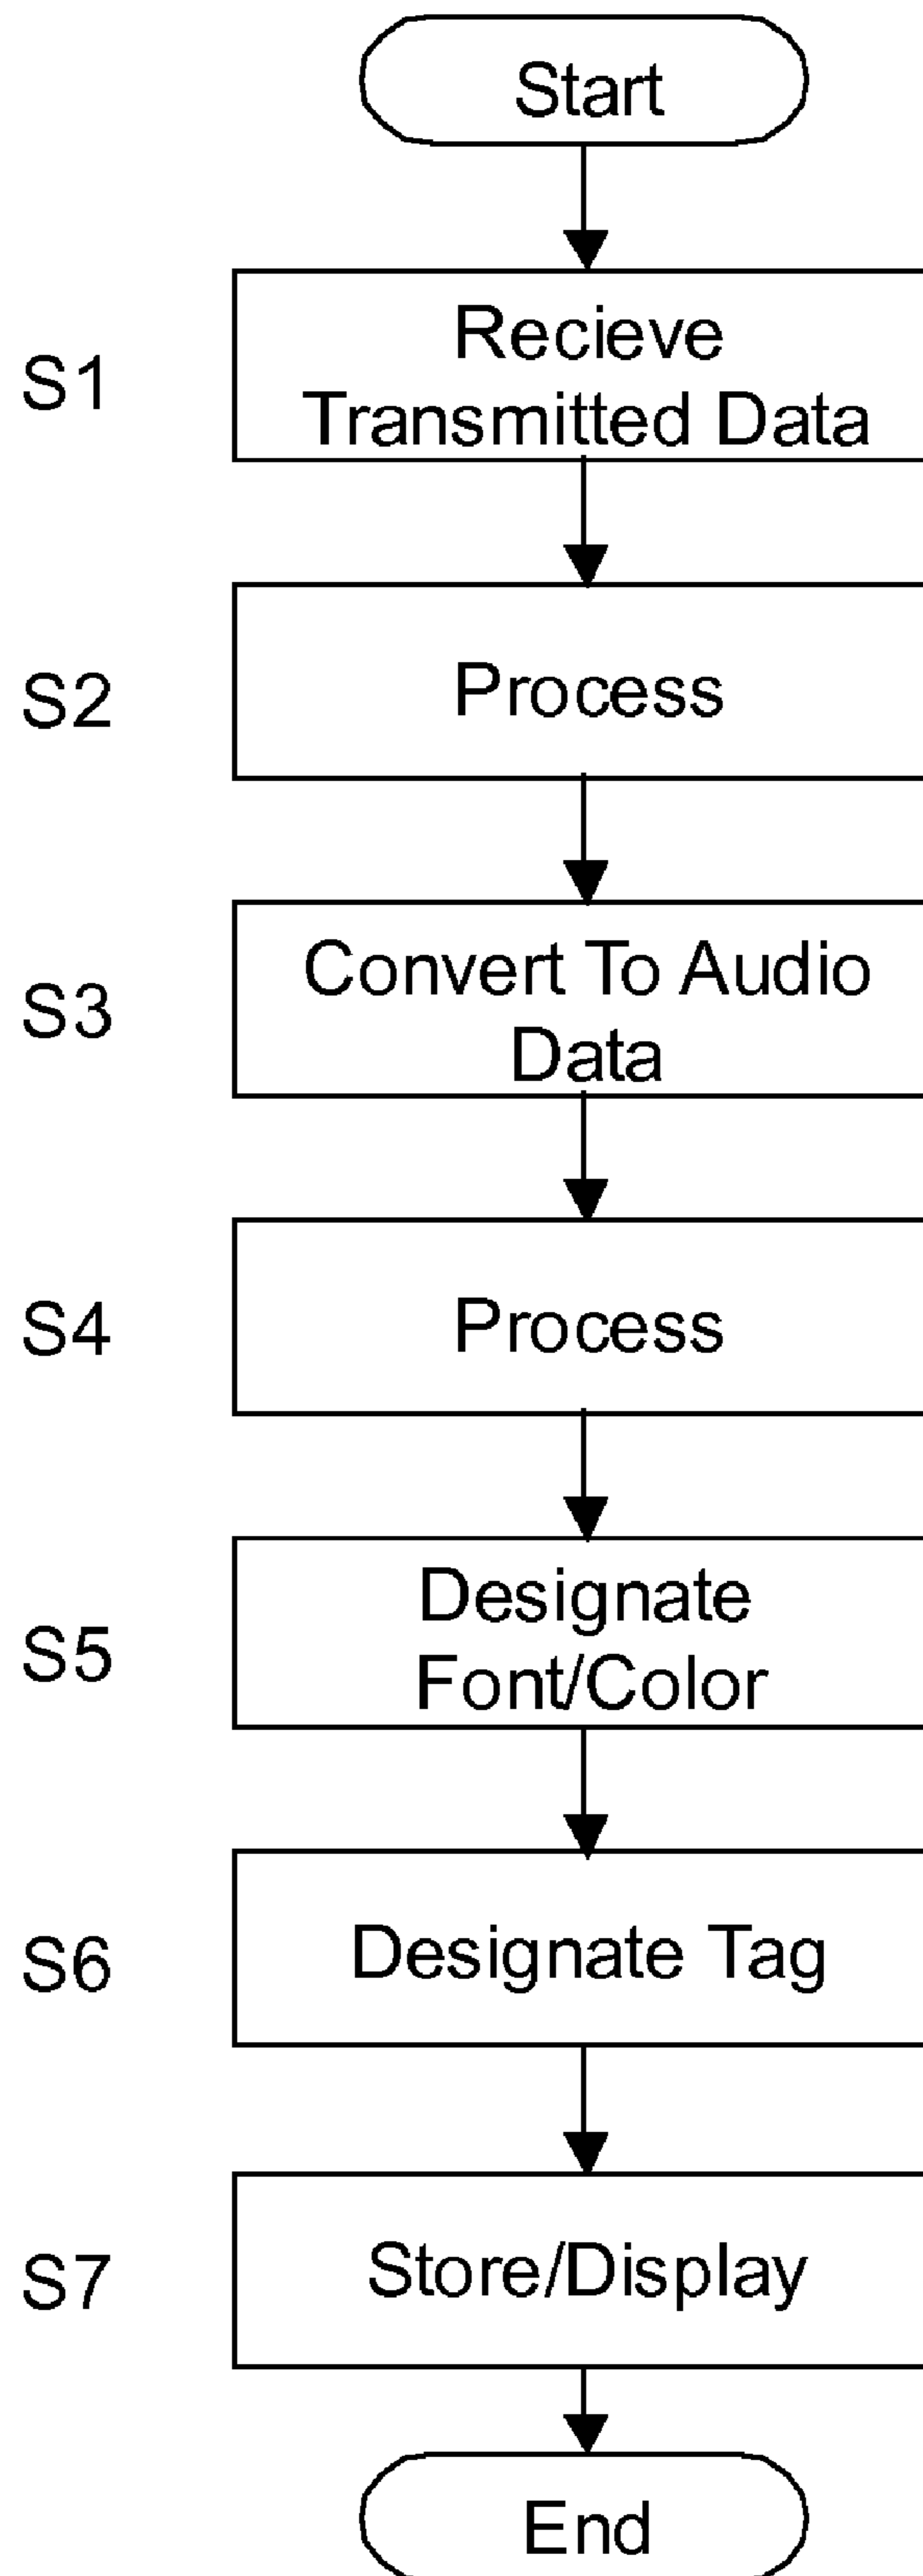 Start
S1
Recieve
Transmitted Data
S2
Process
S3
Convert To Audio
Data
S4
Process
S5
Designate
Font/Color
S6
Designate Tag
S7
Store/Display
End